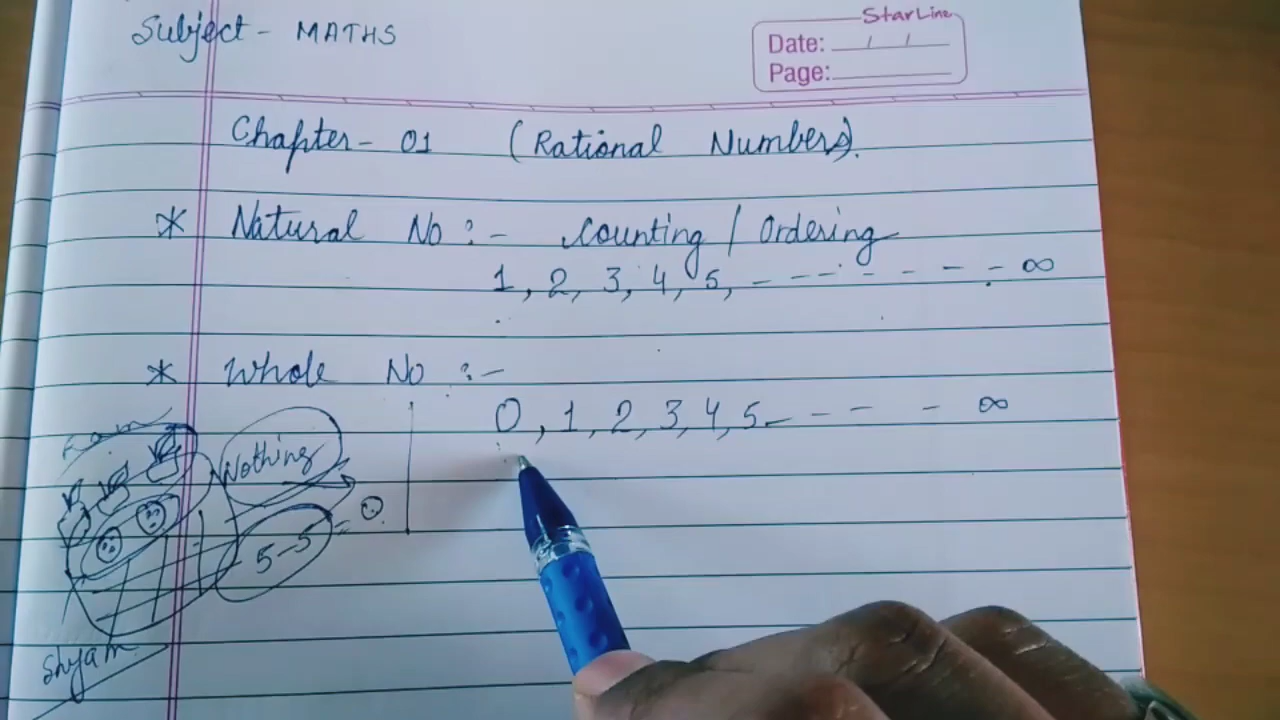 Subject - MATHS
StarLine
Date: / /
Page:
Chapter - 01 (Rational Numbers).
* Natural No :- Counting / Ordering
1, 2, 3, 4, 5, - - - - - - - ∞
* Whole No :-
0, 1, 2, 3, 4, 5 - - - - ∞
Ram
Nothing
5-5 = 0
Shyam